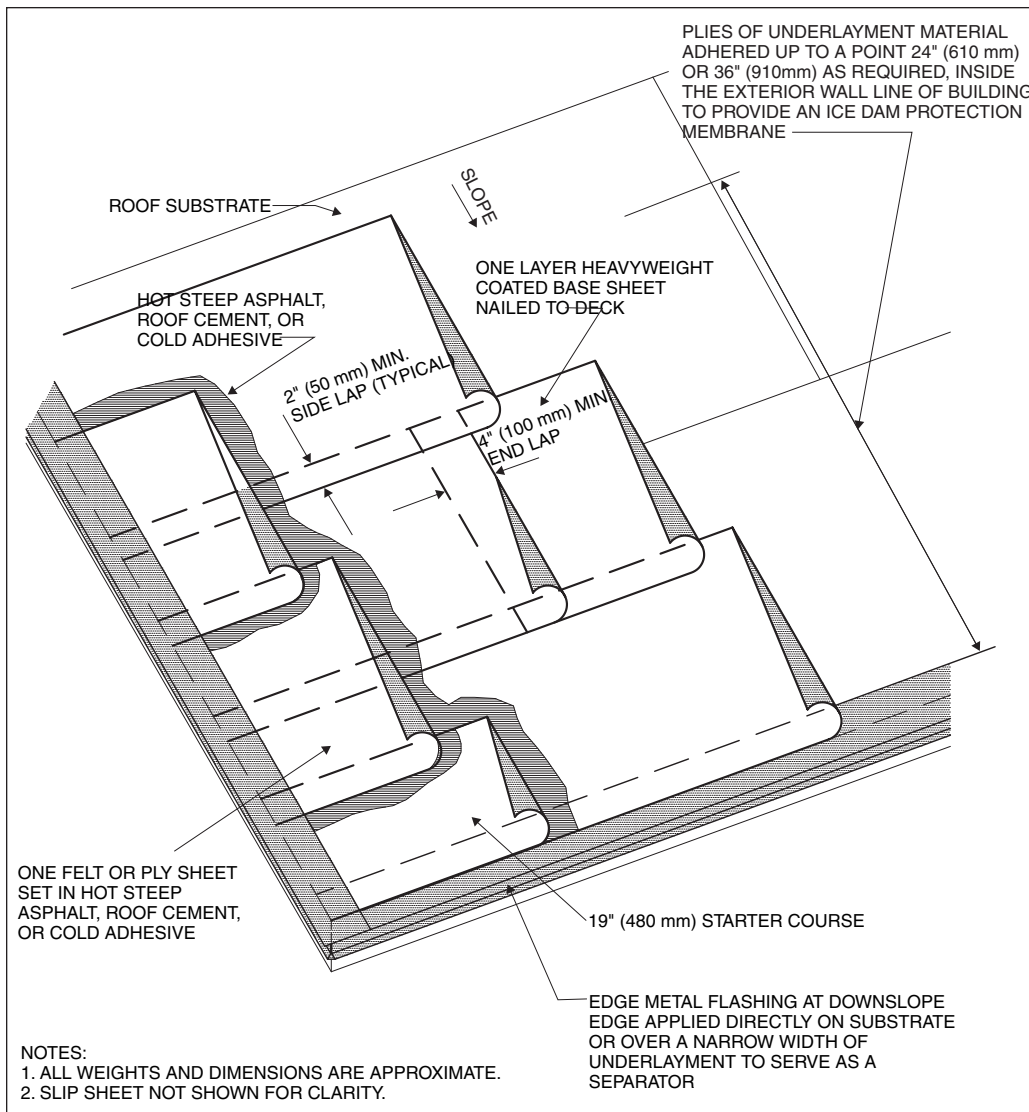 PLIES OF UNDERLAYMENT MATERIAL
ADHERED UP TO A POINT 24" (610 mm)
OR 36" (910mm) AS REQUIRED, INSIDE
THE EXTERIOR WALL LINE OF BUILDING
TO PROVIDE AN ICE DAM PROTECTION
MEMBRANE
SLOPE
ROOF SUBSTRATE
ONE LAYER HEAVYWEIGHT
COATED BASE SHEET
NAILED TO DECK
HOT STEEP ASPHALT,
ROOF CEMENT, OR
COLD ADHESIVE
2" (50 mm) MIN.
SIDE LAP (TYPICAL)
4" (100 mm) MIN
END LAP
ONE FELT OR PLY SHEET
SET IN HOT STEEP
ASPHALT, ROOF CEMENT,
OR COLD ADHESIVE
19" (480 mm) STARTER COURSE
EDGE METAL FLASHING AT DOWNSLOPE
EDGE APPLIED DIRECTLY ON SUBSTRATE
OR OVER A NARROW WIDTH OF
UNDERLAYMENT TO SERVE AS A
SEPARATOR
NOTES:
1. ALL WEIGHTS AND DIMENSIONS ARE APPROXIMATE.
2. SLIP SHEET NOT SHOWN FOR CLARITY.